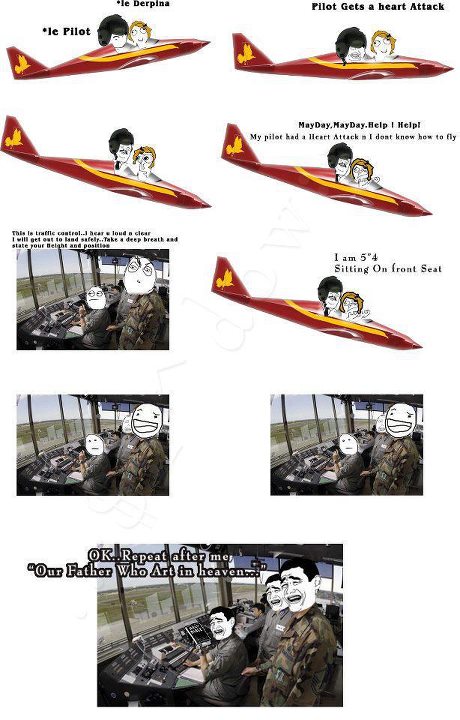 *le Derpina
*le Pilot
Pilot Gets a heart Attack
MayDay,MayDay.Help ! Help!
My pilot had a Heart Attack n I dont know how to fly
This is traffic control..I hear u loud n clear
I will get out to land safely..Take a deep breath and
state your Height and position
I am 5"4
Sitting On front Seat
OK..Repeat after me
"Our Father Who Art in heaven..."